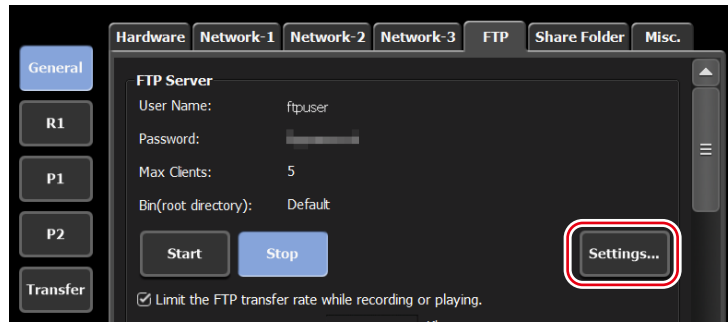 Hardware Network-1 Network-2 Network-3 FTP Share Folder Misc.
General
R1
P1
P2
Transfer
FTP Server
User Name: ftpuser
Password:
Max Clients: 5
Bin(root directory): Default
Start Stop Settings...
Limit the FTP transfer rate while recording or playing.